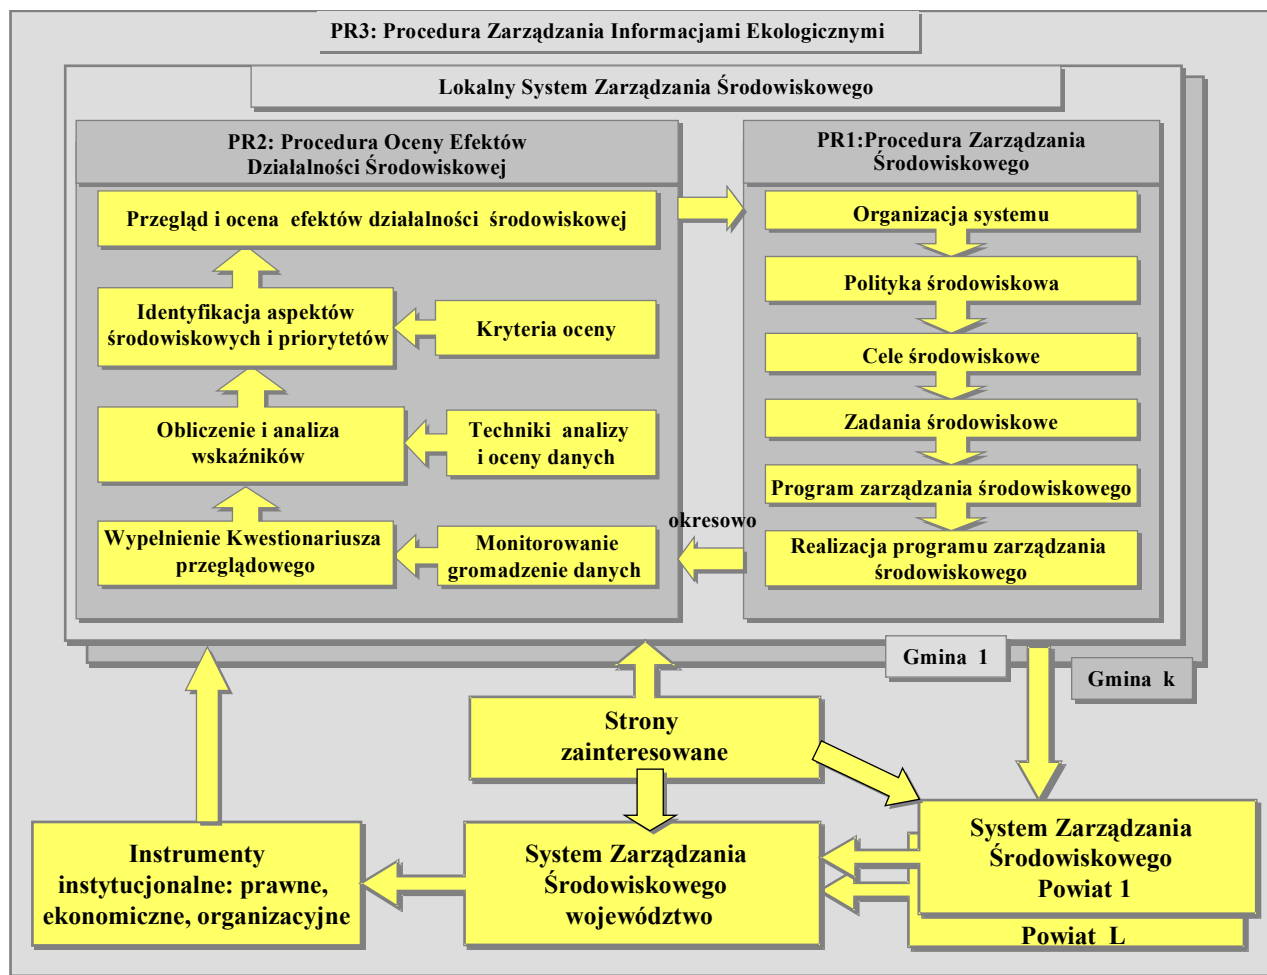 PR3: Procedura Zarządzania Informacjami Ekologicznymi
Lokalny System Zarządzania Środowiskowego
PR2: Procedura Oceny Efektów
Działalności Środowiskowej
Przegląd i ocena efektów działalności środowiskowej
Identyfikacja aspektów
środowiskowych i priorytetów
Kryteria oceny
Obliczenie i analiza
wskaźników
Techniki analizy
i oceny danych
Wypełnienie Kwestionariusza
przeglądowego
Monitorowanie
gromadzenie danych
okresowo
PR1:Procedura Zarządzania
Środowiskowego
Organizacja systemu
Polityka środowiskowa
Cele środowiskowe
Zadania środowiskowe
Program zarządzania środowiskowego
Realizacja programu zarządzania
środowiskowego
Gmina 1
Gmina k
Strony
zainteresowane
Instrumenty
instytucjonalne: prawne,
ekonomiczne, organizacyjne
System Zarządzania
Środowiskowego
województwo
System Zarządzania
Środowiskowego
Powiat 1
Powiat L